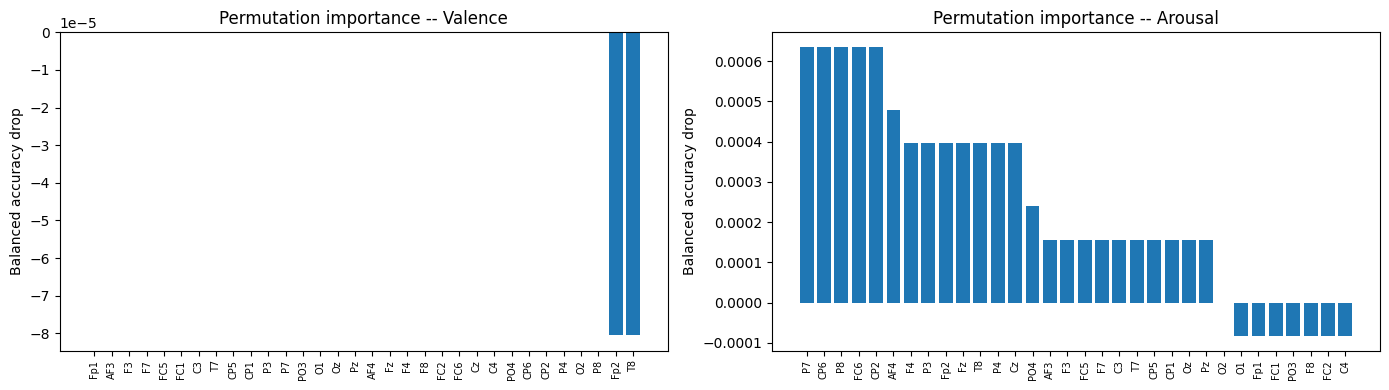 Permutation importance -- Valence
1e−5
0
−1
−2
−3
−4
−5
−6
−7
−8
Balanced accuracy drop
Fp1 AF3 F3 F7 FC5 FC1 C3 T7 CP5 CP1 P3 P7 PO3 O1 Oz Pz AF4 Fz F4 F8 FC2 FC6 Cz C4 PO4 CP6 CP2 P4 O2 P8 Fp2 T8
Permutation importance -- Arousal
0.0006
0.0005
0.0004
0.0003
0.0002
0.0001
0.0000
−0.0001
Balanced accuracy drop
P7 CP6 P8 FC6 CP2 AF4 F4 P3 Fp2 Fz T8 P4 Cz PO4 AF3 F3 FC5 F7 C3 T7 CP5 CP1 Oz Pz O2 O1 Fp1 FC1 PO3 F8 FC2 C4